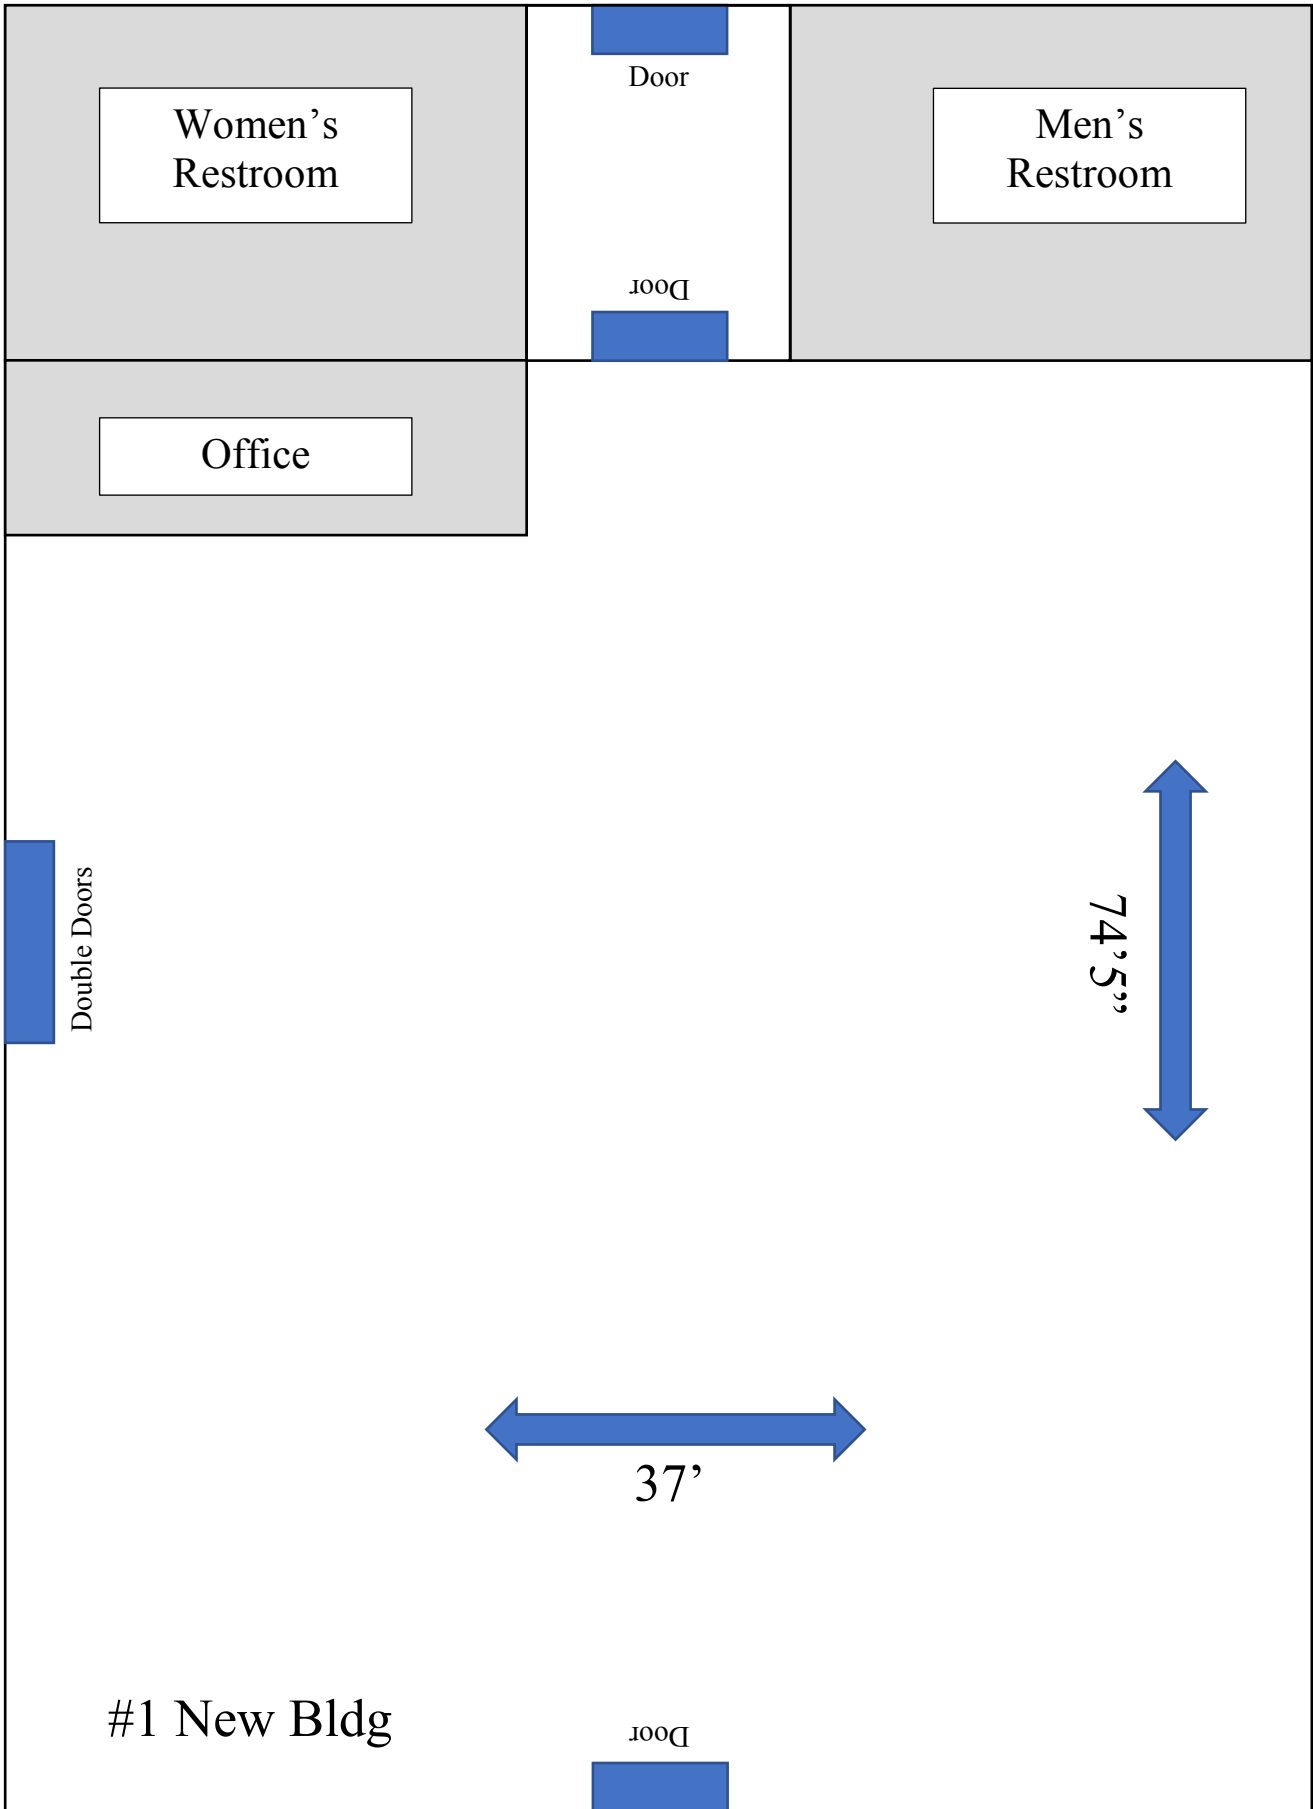 Door
Women’s
Restroom
Men’s
Restroom
Door
Office
Double Doors
74’5”
37’
#1 New Bldg
Door